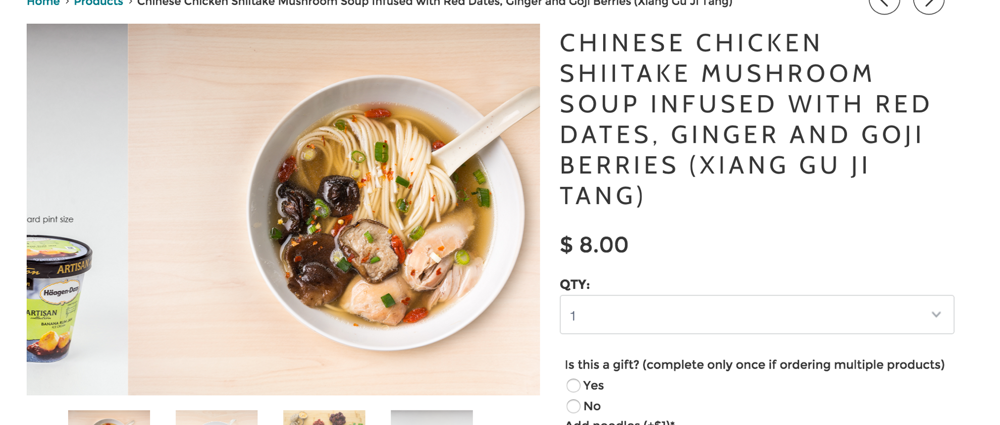 Home › Products › Chinese Chicken Shiitake Mushroom Soup Infused with Red Dates, Ginger and Goji Berries (Xiang Gu Ji Tang)
CHINESE CHICKEN
SHIITAKE MUSHROOM
SOUP INFUSED WITH RED
DATES, GINGER AND GOJI
BERRIES (XIANG GU JI
TANG)
$ 8.00
QTY:
1
Is this a gift? (complete only once if ordering multiple products)
Yes
No
Add noodles (+$1)*
ard pint size
ARTISAN
Häagen-Dazs
ARTISAN
collection
BANANA RUM JAM
ICE CREAM